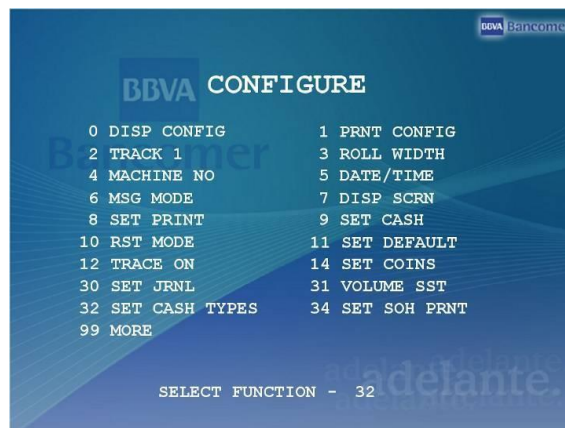 BBVA Bancomer
BBVA
CONFIGURE
Bancomer
0 DISP CONFIG 1 PRNT CONFIG
2 TRACK 1 3 ROLL WIDTH
4 MACHINE NO 5 DATE/TIME
6 MSG MODE 7 DISP SCRN
8 SET PRINT 9 SET CASH
10 RST MODE 11 SET DEFAULT
12 TRACE ON 14 SET COINS
30 SET JRNL 31 VOLUME SST
32 SET CASH TYPES 34 SET SOH PRNT
99 MORE
adelante
adelante.
SELECT FUNCTION - 32